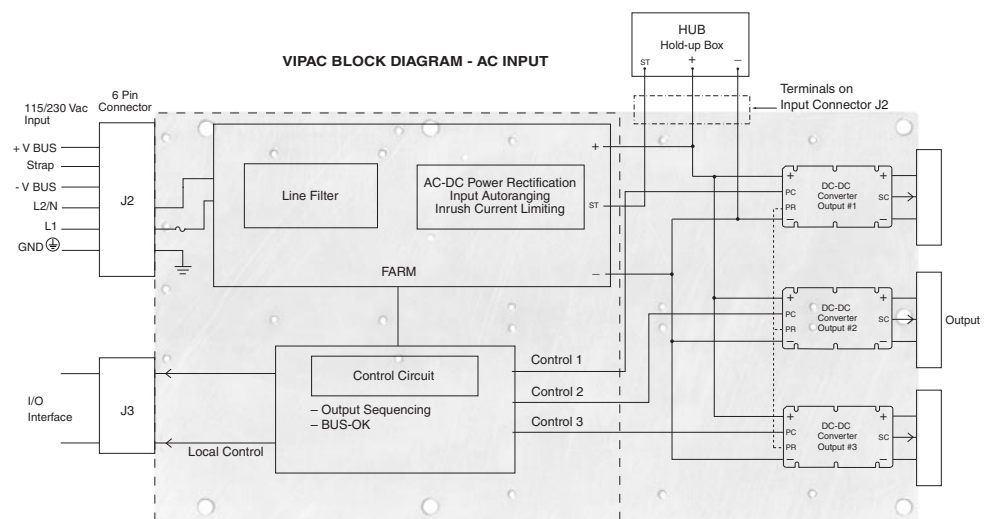 HUB
Hold-up Box
ST
+
–
VIPAC BLOCK DIAGRAM - AC INPUT
Terminals on
Input Connector J2
115/230 Vac
Input
6 Pin
Connector
+ V BUS
Strap
- V BUS
L2/N
L1
GND
J2
Line Filter
AC-DC Power Rectification
Input Autoranging
Inrush Current Limiting
+
ST
–
FARM
+
PC
PR
–
DC-DC
Converter
Output #1
+
SC
–
+
PC
PR
–
DC-DC
Converter
Output #2
+
SC
–
Output
+
PC
PR
–
DC-DC
Converter
Output #3
+
SC
–
I/O
Interface
J3
Local Control
Control Circuit
– Output Sequencing
– BUS-OK
Control 1
Control 2
Control 3